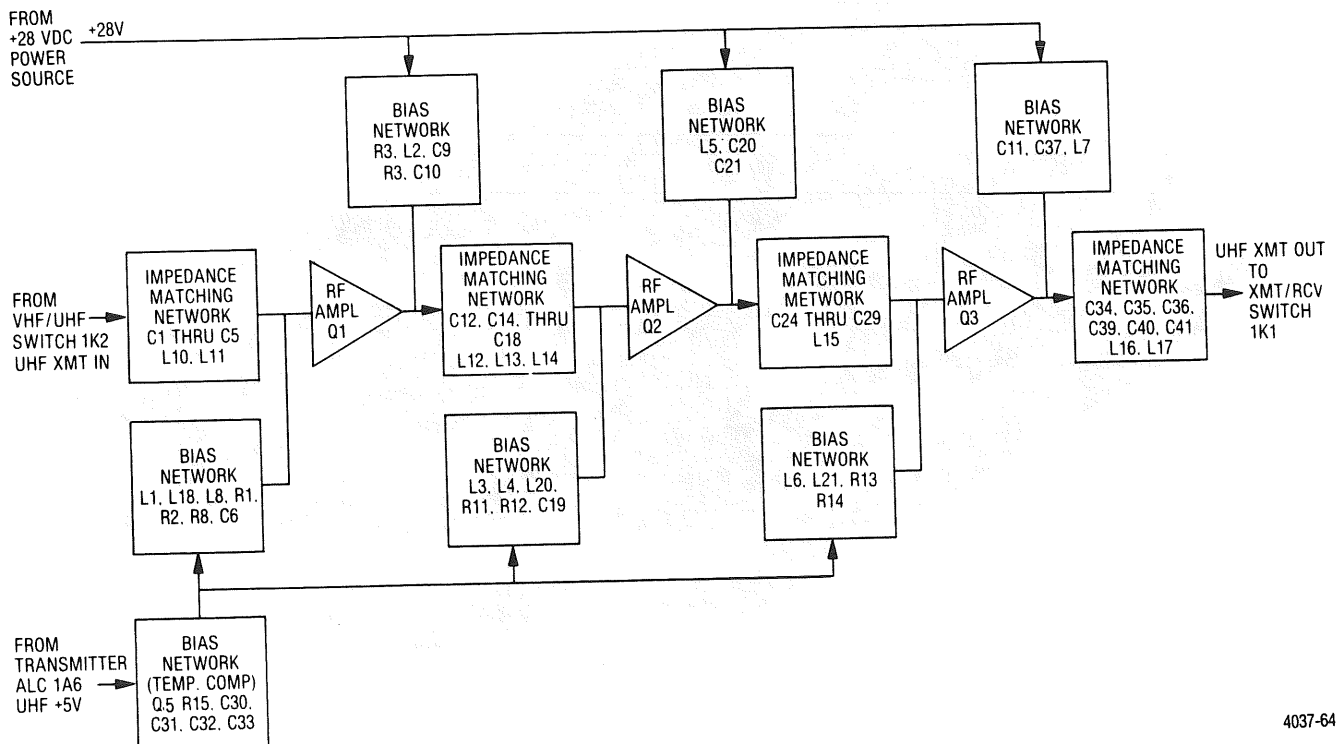 FROM
+28 VDC
POWER
SOURCE
+28V
BIAS
NETWORK
R3, L2, C9
R3, C10
BIAS
NETWORK
L5, C20
C21
BIAS
NETWORK
C11, C37, L7
FROM
VHF/UHF
SWITCH 1K2
UHF XMT IN
IMPEDANCE
MATCHING
NETWORK
C1 THRU C5
L10, L11
RF
AMPL
Q1
IMPEDANCE
MATCHING
NETWORK
C12, C14, THRU
C18
L12, L13, L14
RF
AMPL
Q2
IMPEDANCE
MATCHING
METWORK
C24 THRU C29
L15
RF
AMPL
Q3
IMPEDANCE
MATCHING
NETWORK
C34, C35, C36,
C39, C40, C41
L16, L17
UHF XMT OUT
TO
XMT/RCV
SWITCH
1K1
BIAS
NETWORK
L1, L18, L8, R1,
R2, R8, C6
BIAS
NETWORK
L3, L4, L20,
R11, R12, C19
BIAS
NETWORK
L6, L21, R13
R14
FROM
TRANSMITTER
ALC 1A6
UHF +5V
BIAS
NETWORK
(TEMP. COMP)
Q5 R15, C30,
C31, C32, C33
4037-64